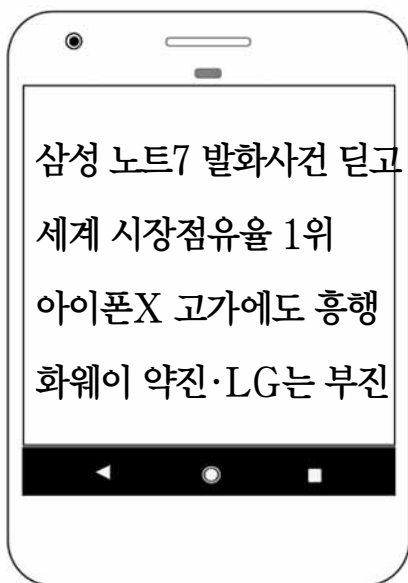 삼성 노트7 발화사건 딛고
세계 시장점유율 1위
아이폰X 고가에도 흥행
화웨이 약진·LG는 부진